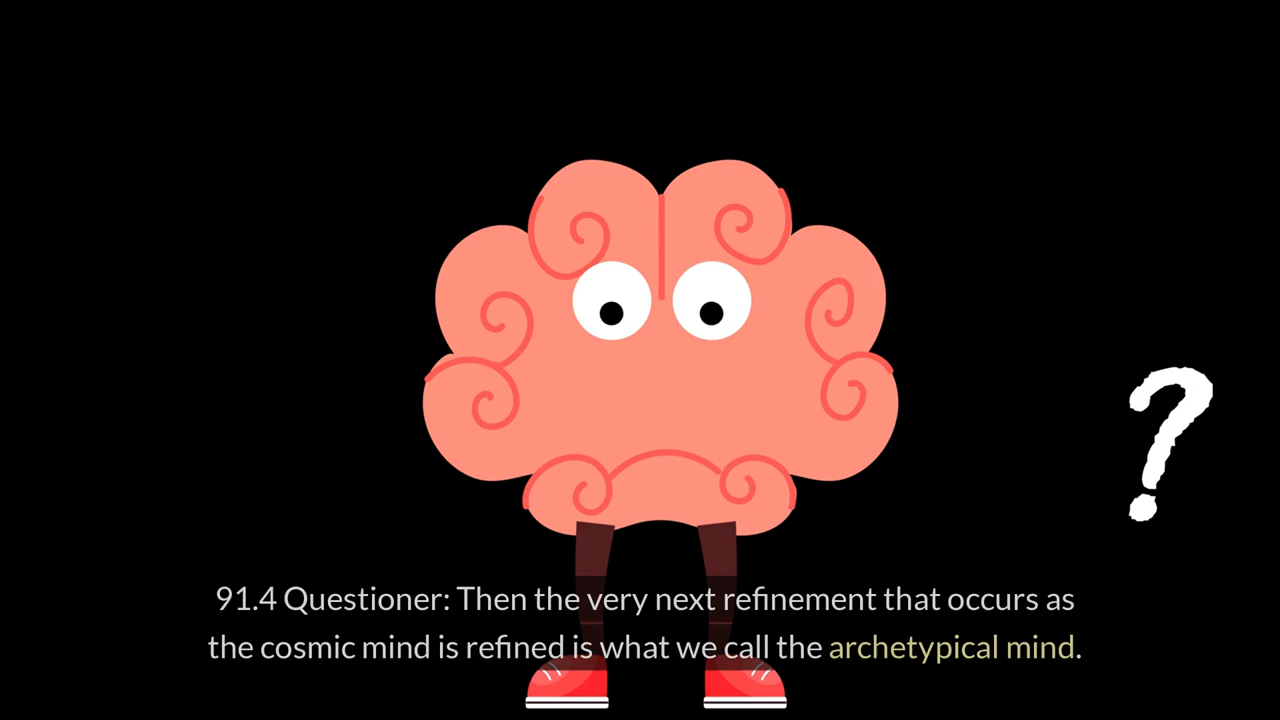 ?
91.4 Questioner: Then the very next refinement that occurs as
the cosmic mind is refined is what we call the archetypical mind.